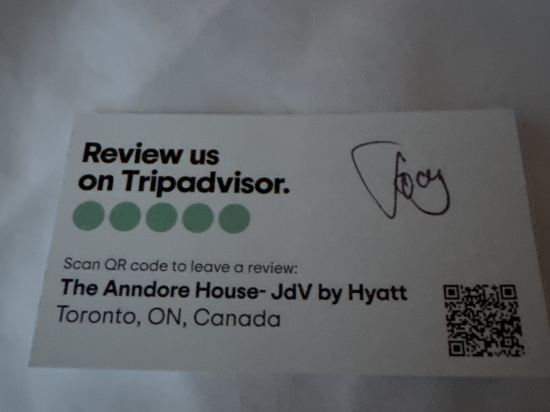 Review us
on Tripadvisor.
Scan QR code to leave a review:
The Anndore House- JdV by Hyatt
Toronto, ON, Canada